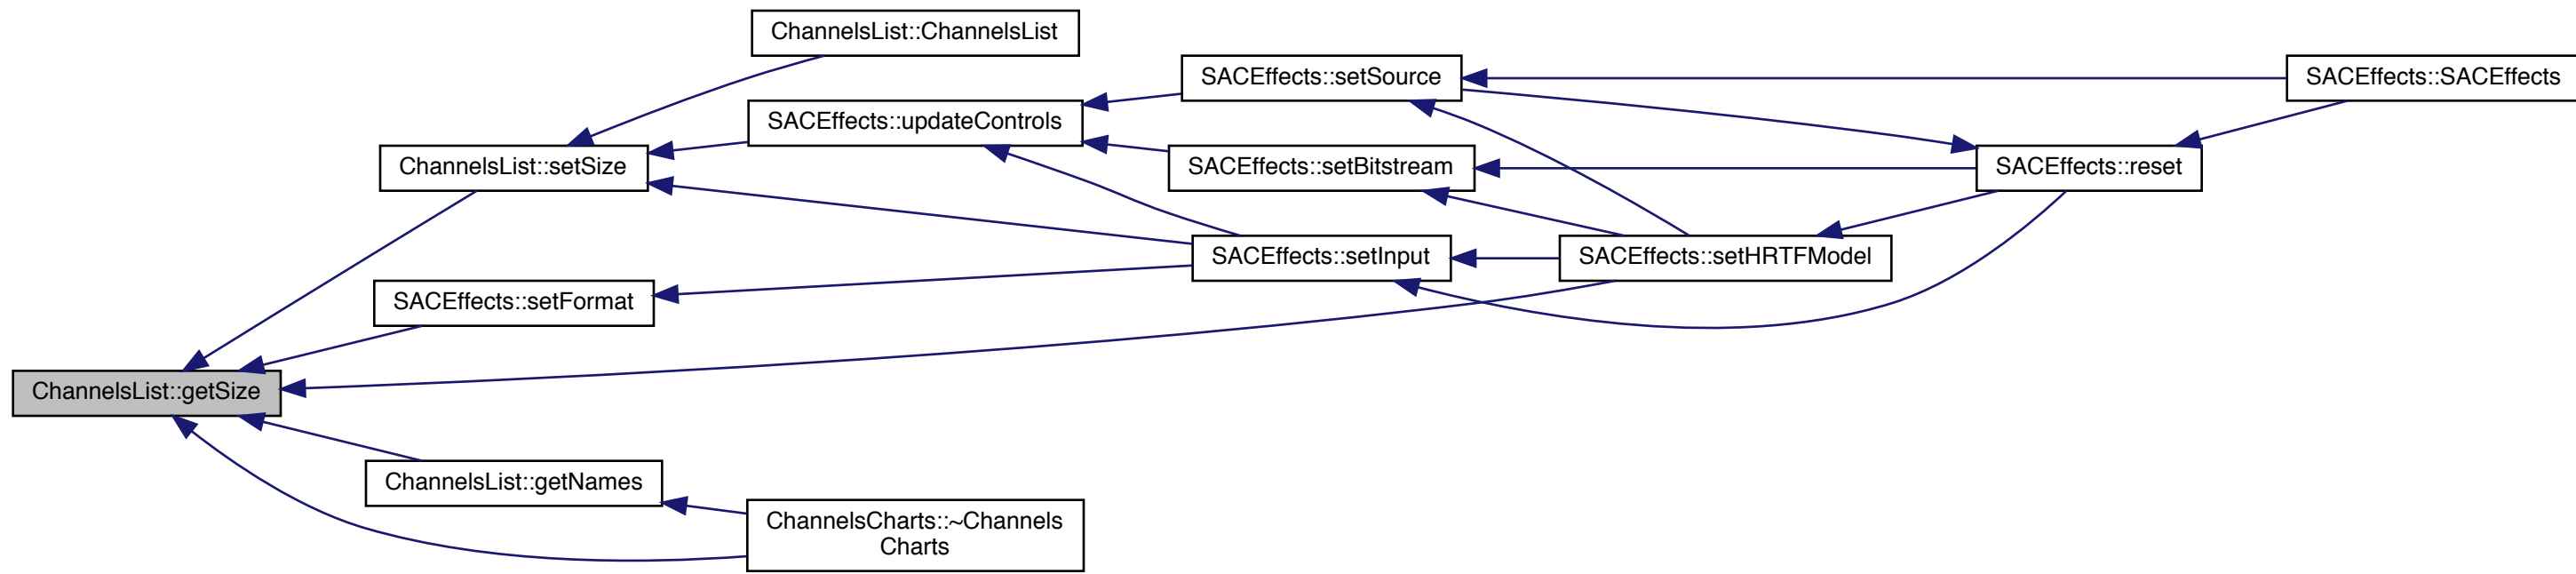 ChannelsList::ChannelsList
SACEffects::setSource
SACEffects::SACEffects
SACEffects::updateControls
ChannelsList::setSize
SACEffects::setBitstream
SACEffects::reset
SACEffects::setInput
SACEffects::setHRTFModel
SACEffects::setFormat
ChannelsList::getSize
ChannelsList::getNames
ChannelsCharts::~Channels
Charts